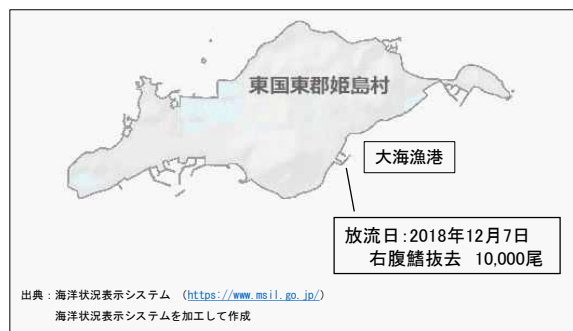 東国東郡姫島村
大海漁港
放流日:2018年12月7日
右腹鰭抜去 10,000尾
出典:海洋状況表示システム (https://www.msil.go.jp/)
海洋状況表示システムを加工して作成